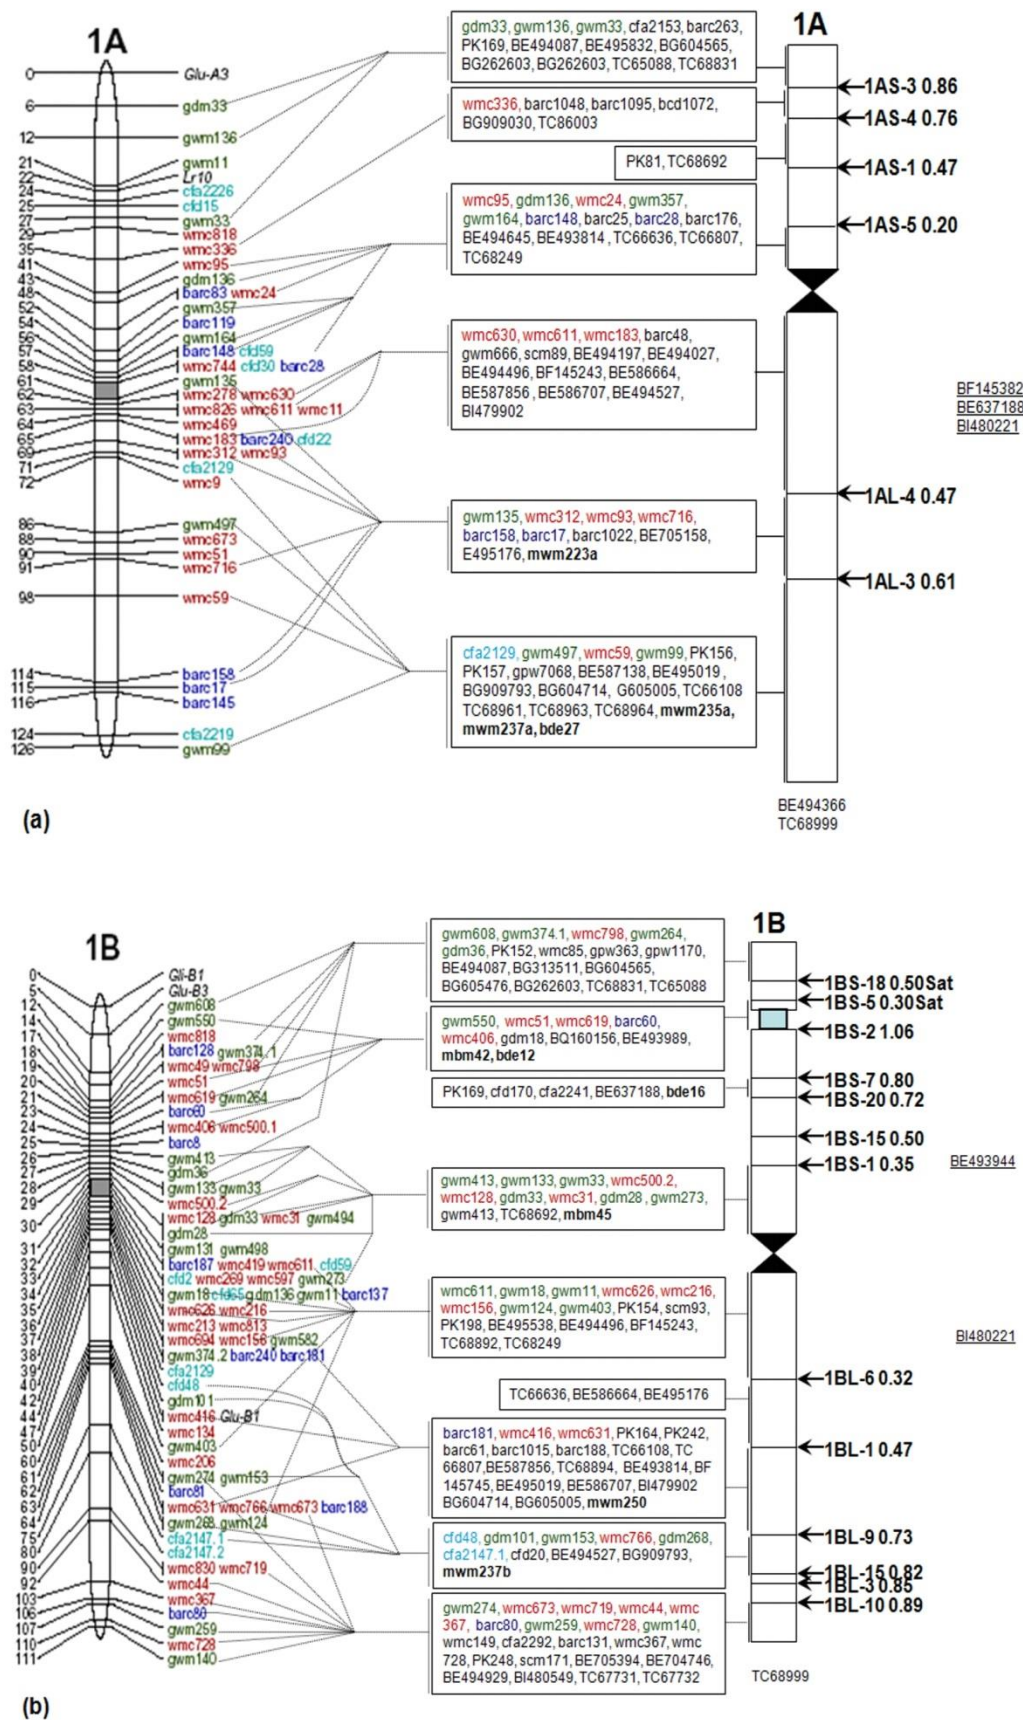 1A
0 Glu-A3
6 gdm33
12 gwm136
21 gwm11
22 Lr10
24 cfa2226
25 cfd15
27 gwm33
29 wmc818
35 wmc336
41 wmc95
43 gdm136
48 barc83 wmc24
52 gwm357
54 barc119
56 gwm164
57 barc148 cfd59
58 wmc744 cfd30 barc28
61 gwm135
62 wmc278 wmc630
63 wmc826 wmc611 wmc11
64 wmc469
65 wmc183 barc240 cfd22
69 wmc312 wmc93
71 cfa2129
72 wmc9
86 gwm497
88 wmc673
90 wmc51
91 wmc716
98 wmc59
114 barc158
115 barc17
116 barc145
124 cfa2219
126 gwm99
gdm33, gwm136, gwm33, cfa2153, barc263,
PK169, BE494087, BE495832, BG604565,
BG262603, BG262603, TC65088, TC68831
wmc336, barc1048, barc1095, bcd1072,
BG909030, TC86003
PK81, TC68692
wmc95, gdm136, wmc24, gwm357,
gwm164, barc148, barc25, barc28, barc176,
BE494645, BE493814, TC66636, TC66807,
TC68249
wmc630, wmc611, wmc183, barc48,
gwm666, scm89, BE494197, BE494027,
BE494496, BF145243, BE586664,
BE587856, BE586707, BE494527,
BI479902
gwm135, wmc312, wmc93, wmc716,
barc158, barc17, barc1022, BE705158,
E495176, mwm223a
cfa2129, gwm497, wmc59, gwm99, PK156,
PK157, gpw7068, BE587138, BE495019,
BG909793, BG604714, G605005, TC66108
TC68961, TC68963, TC68964, mwm235a,
mwm237a, bde27
1A
1AS-3 0.86
1AS-4 0.76
1AS-1 0.47
1AS-5 0.20
1AL-4 0.47
1AL-3 0.61
BF145382
BE637188
BI480221
BE494366
TC68999
(a)
1B
0 Gli-B1
5 Glu-B3
12 gwm608
14 gwm550
17 wmc818
18 barc128 gwm374.1
19 wmc49 wmc798
20 wmc51
21 wmc619 gwm264
23 barc60
24 wmc406 wmc500.1
25 barc8
26 gwm413
27 gdm36
28 gwm133 gwm33
29 wmc500.2
30 wmc128 gdm33 wmc31 gwm494
gdm28
31 gwm131 gwm498
32 barc187 wmc419 wmc611 cfd59
33 cfd2 wmc269 wmc597 gwm273
34 gwm18 cfd65 gdm136 gwm11 barc137
35 wmc626 wmc216
36 wmc213 wmc813
37 wmc694 wmc156 gwm582
38 gwm374.2 barc240 barc181
39 cfa2129
40 cfd48
42 gdm101
44 wmc416 Glu-B1
47 wmc134
50 gwm403
60 wmc206
61 gwm274 gwm153
62 barc81
63 wmc631 wmc766 wmc673 barc188
64 gwm268 gwm124
75 cfa2147.1
80 cfa2147.2
90 wmc830 wmc719
92 wmc44
103 wmc367
106 barc80
107 gwm259
110 wmc728
111 gwm140
gwm608, gwm374.1, wmc798, gwm264,
gdm36, PK152, wmc85, gpw363, gpw1170,
BE494087, BG313511, BG604565,
BG605476, BG262603, TC68831, TC65088
gwm550, wmc51, wmc619, barc60,
wmc406, gdm18, BQ160156, BE493989,
mbm42, bde12
PK169, cfd170, cfa2241, BE637188, bde16
gwm413, gwm133, gwm33, wmc500.2,
wmc128, gdm33, wmc31, gdm28, gwm273,
gwm413, TC68692, mbm45
wmc611, gwm18, gwm11, wmc626, wmc216,
wmc156, gwm124, gwm403, PK154, scm93,
PK198, BE495538, BE494496, BF145243,
TC68892, TC68249
TC66636, BE586664, BE495176
barc181, wmc416, wmc631, PK164, PK242,
barc61, barc1015, barc188, TC66108, TC
66807, BE587856, TC68894, BE493814, BF
145745, BE495019, BE586707, BI479902
BG604714, BG605005, mwm250
cfd48, gdm101, gwm153, wmc766, gdm268,
cfa2147.1, cfd20, BE494527, BG909793,
mwm237b
gwm274, wmc673, wmc719, wmc44, wmc
367, barc80, gwm259, wmc728, gwm140,
wmc149, cfa2292, barc131, wmc367, wmc
728, PK248, scm171, BE705394, BE704746,
BE494929, BI480549, TC67731, TC67732
1B
1BS-18 0.50Sat
1BS-5 0.30Sat
1BS-2 1.06
1BS-7 0.80
1BS-20 0.72
1BS-15 0.50
1BS-1 0.35
1BL-6 0.32
1BL-1 0.47
1BL-9 0.73
1BL-15 0.82
1BL-3 0.85
1BL-10 0.89
BE493944
BI480221
TC68999
(b)